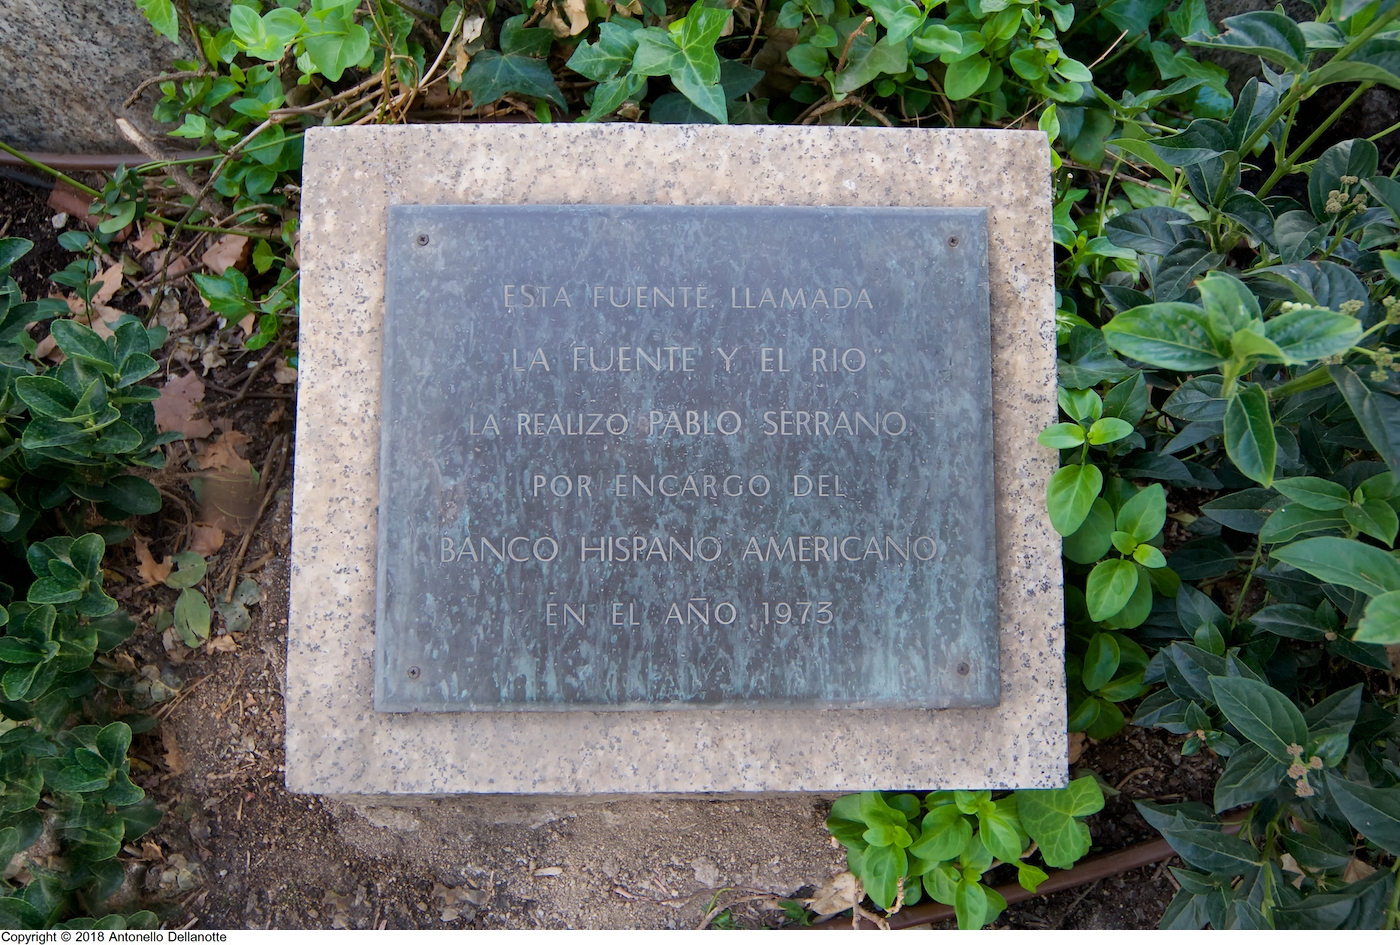 ESTA FUENTE, LLAMADA
"LA FUENTE Y EL RIO"
LA REALIZO PABLO SERRANO
POR ENCARGO DEL
BANCO HISPANO AMERICANO
EN EL AÑO 1973
Copyright © 2018 Antonello Dellanotte